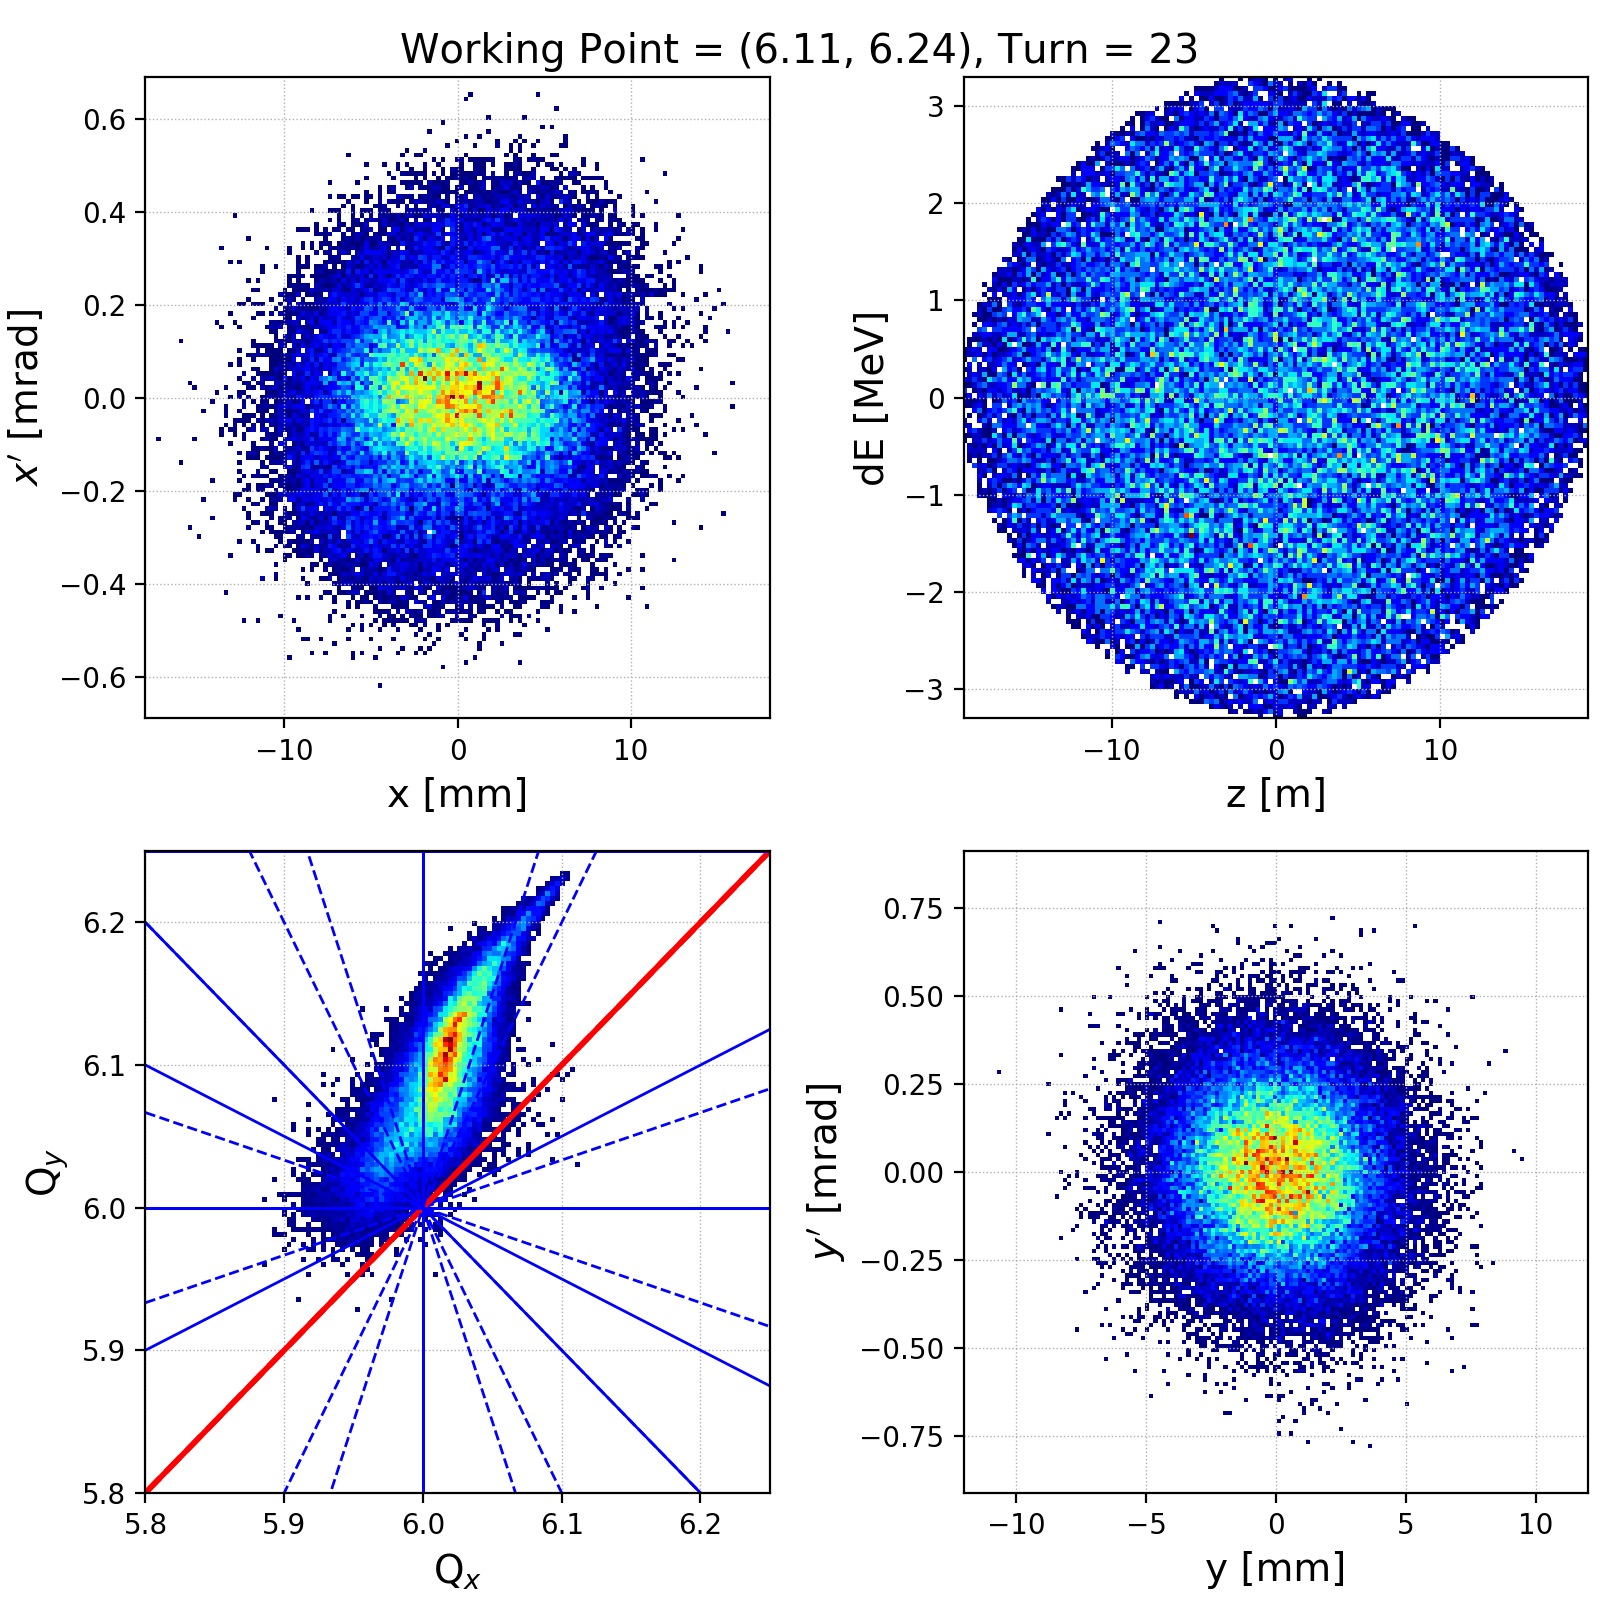 Working Point = (6.11, 6.24), Turn = 23
0.6
0.4
0.2
0.0
−0.2
−0.4
−0.6
x′ [mrad]
−10 0 10
x [mm]
3
2
1
0
−1
−2
−3
dE [MeV]
−10 0 10
z [m]
6.2
6.1
6.0
5.9
5.8
Qy
5.8 5.9 6.0 6.1 6.2
Qx
0.75
0.50
0.25
0.00
−0.25
−0.50
−0.75
y′ [mrad]
−10 −5 0 5 10
y [mm]